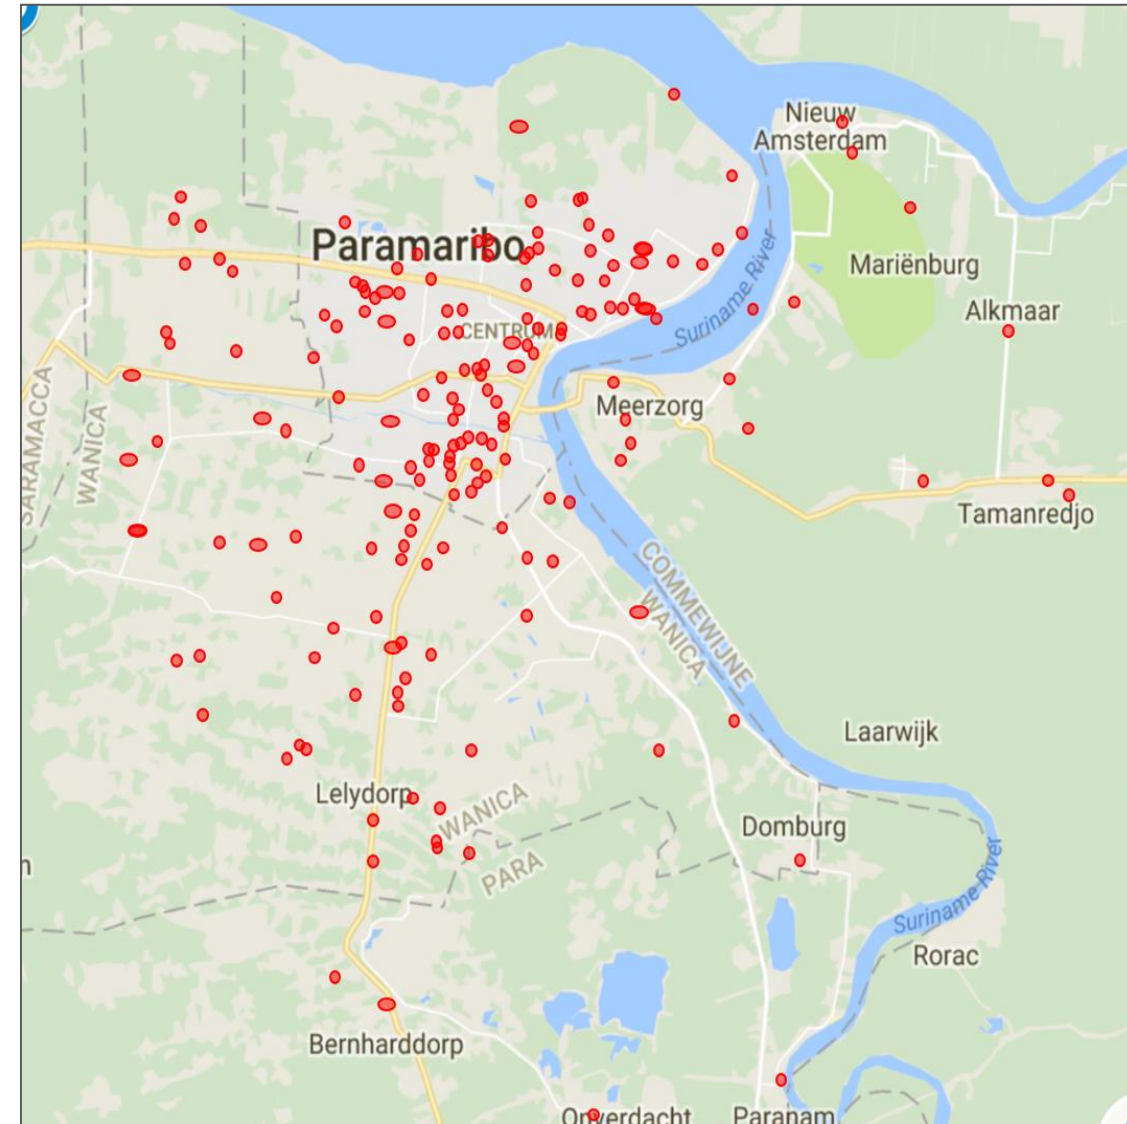 Nieuw
Amsterdam
Paramaribo
Suriname River
Mariënburg
Alkmaar
CENTRUM
SARAMACCA
WANICA
Meerzorg
Tamanredjo
COMMEWIJNE
WANICA
Laarwijk
Lelydorp
WANICA
PARA
Domburg
Suriname River
Rorac
Bernharddorp
Onverdacht
Paranam